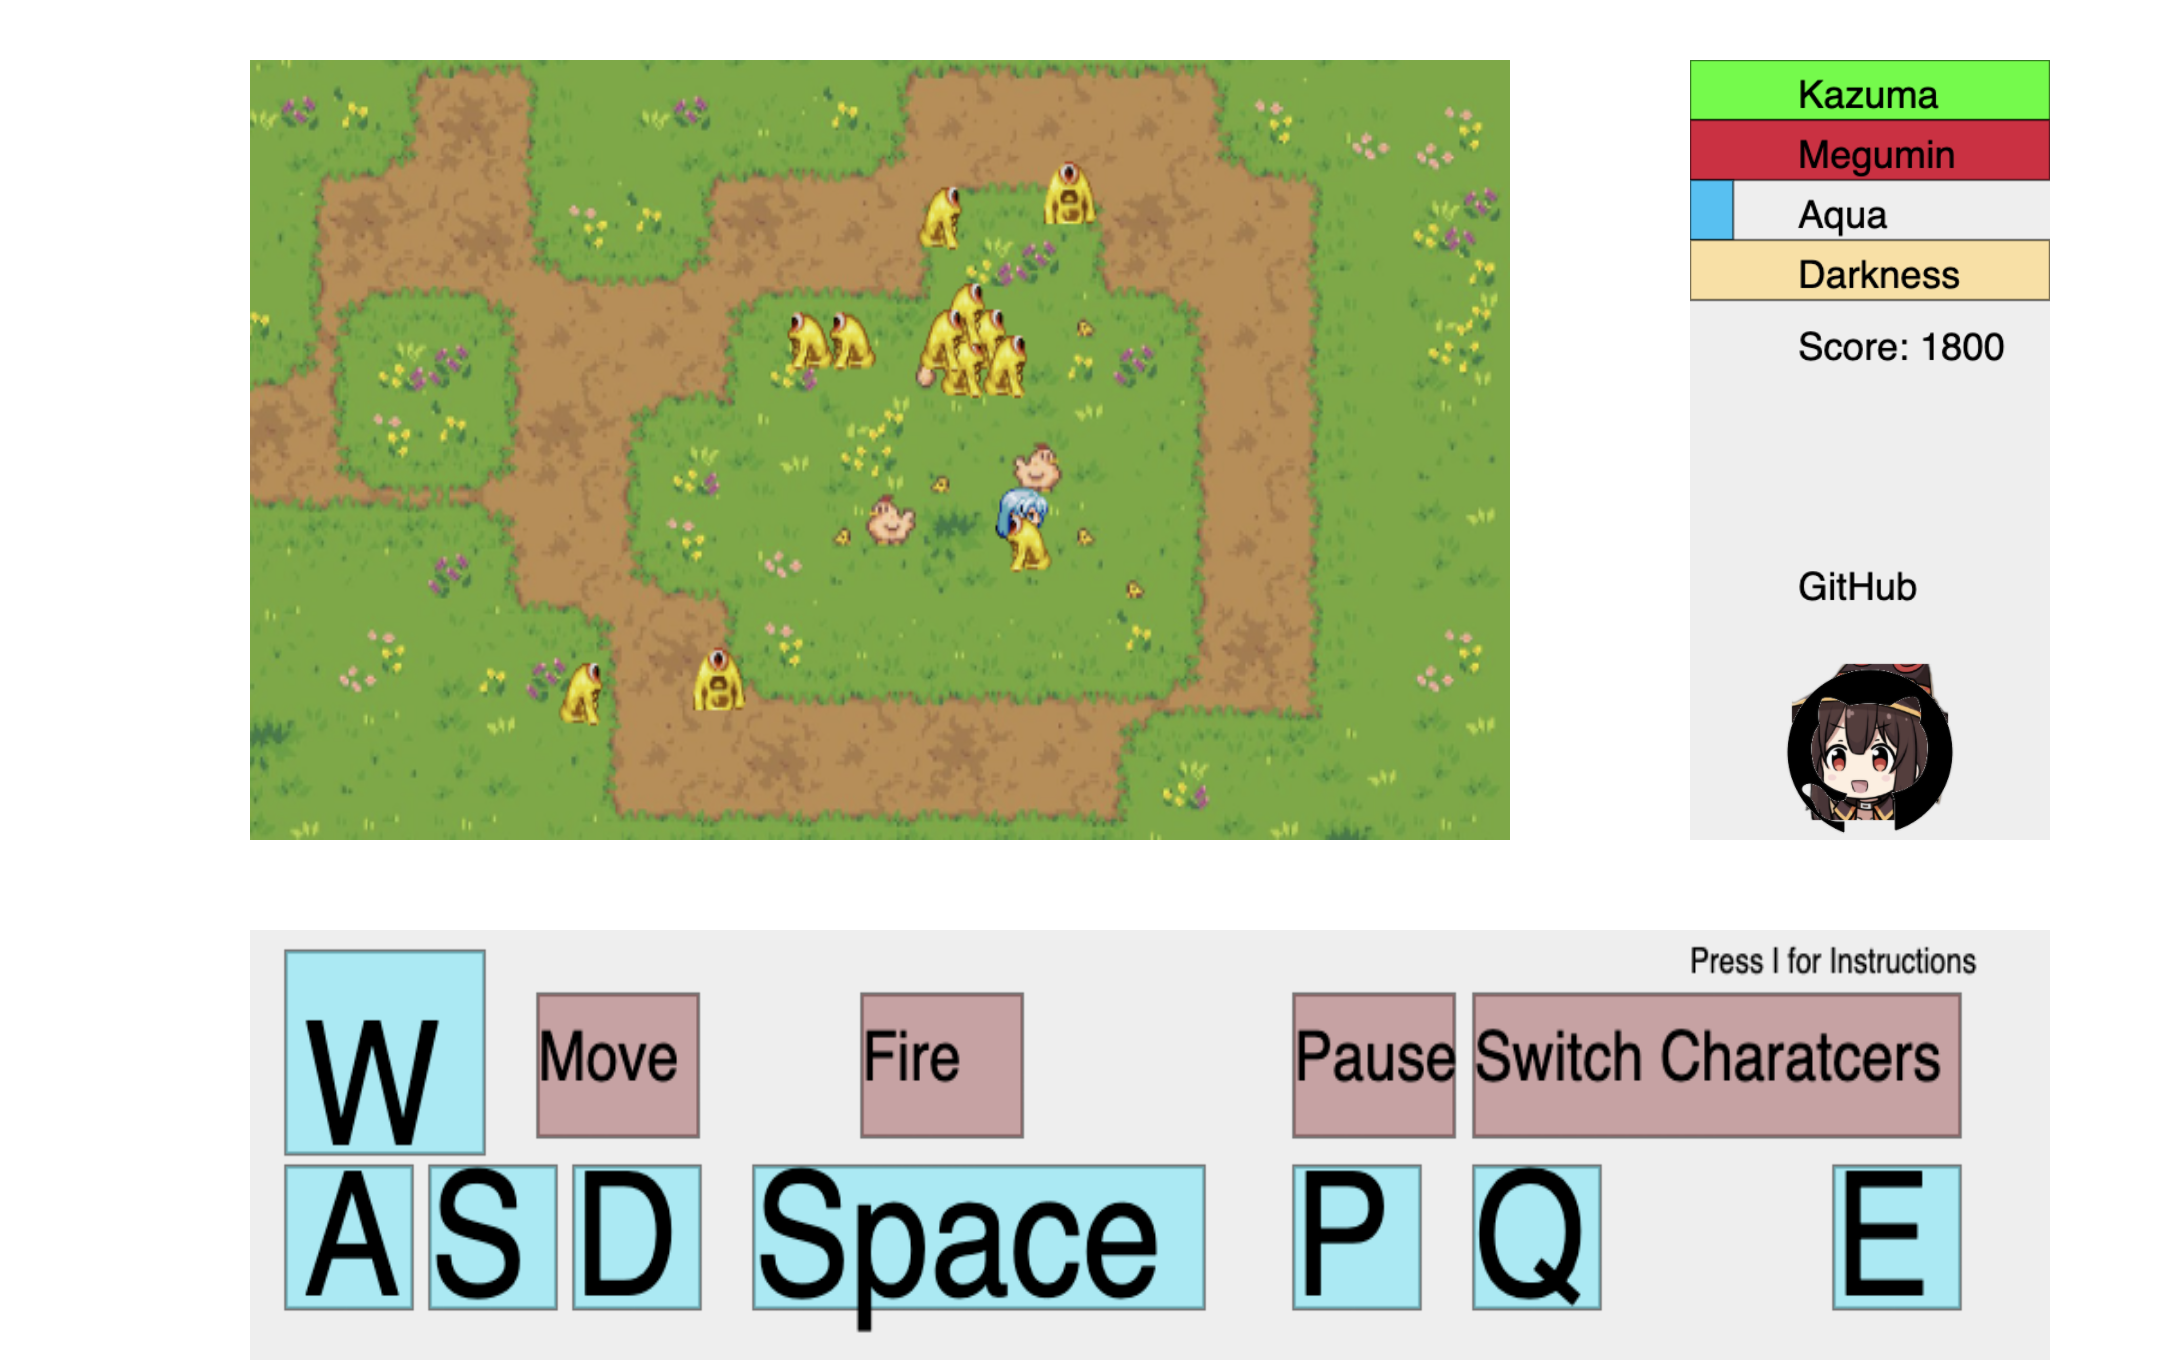 Kazuma
Megumin
Aqua
Darkness
Score: 1800
GitHub
Press I for Instructions
W
Move
Fire
Pause
Switch Charatcers
A
S
D
Space
P
Q
E